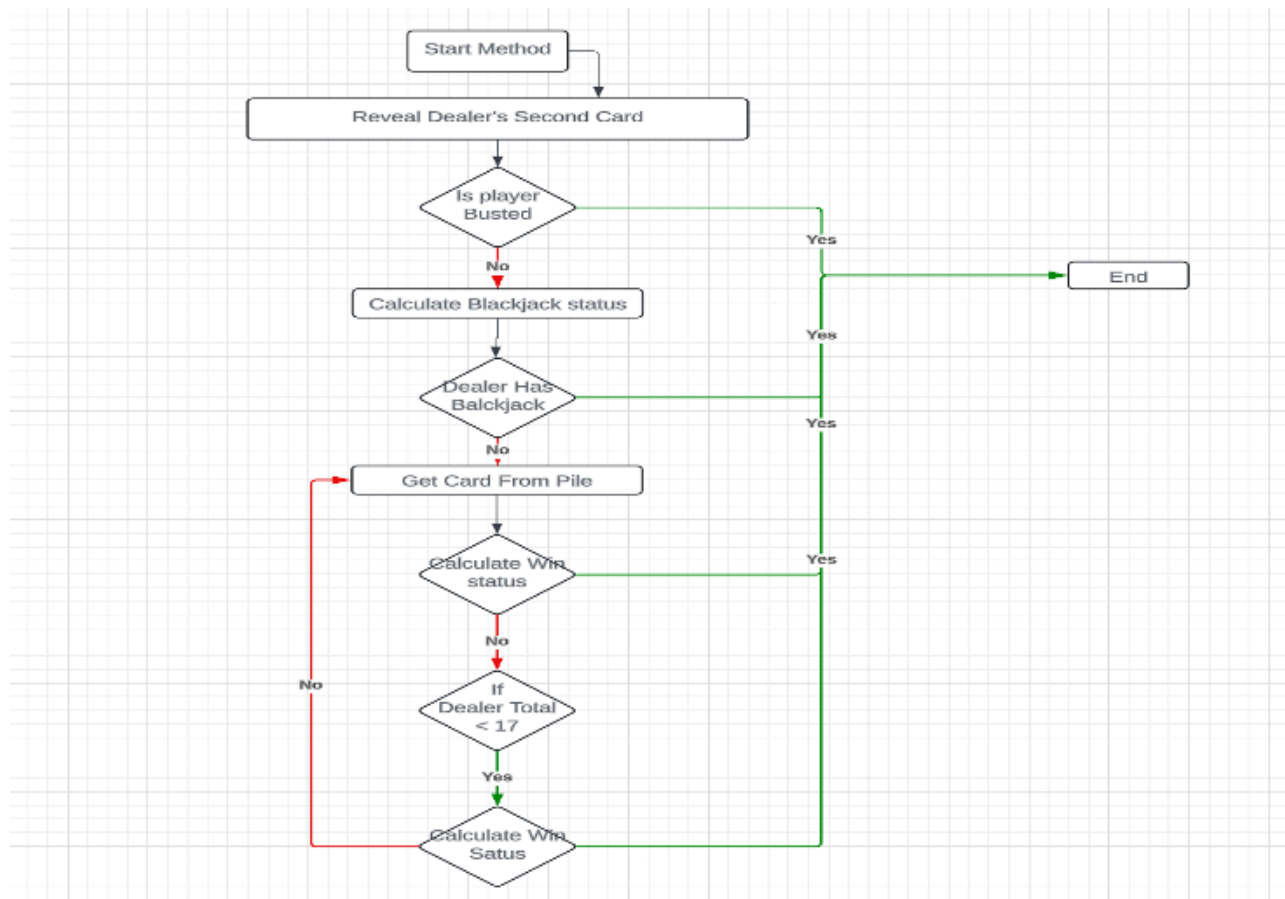 Start Method
Reveal Dealer's Second Card
Is player
Busted
Yes
No
End
Calculate Blackjack status
Yes
Dealer Has
Balckjack
Yes
No
Get Card From Pile
Calculate Win
status
Yes
No
No
If
Dealer Total
< 17
Yes
Calculate Win
Satus